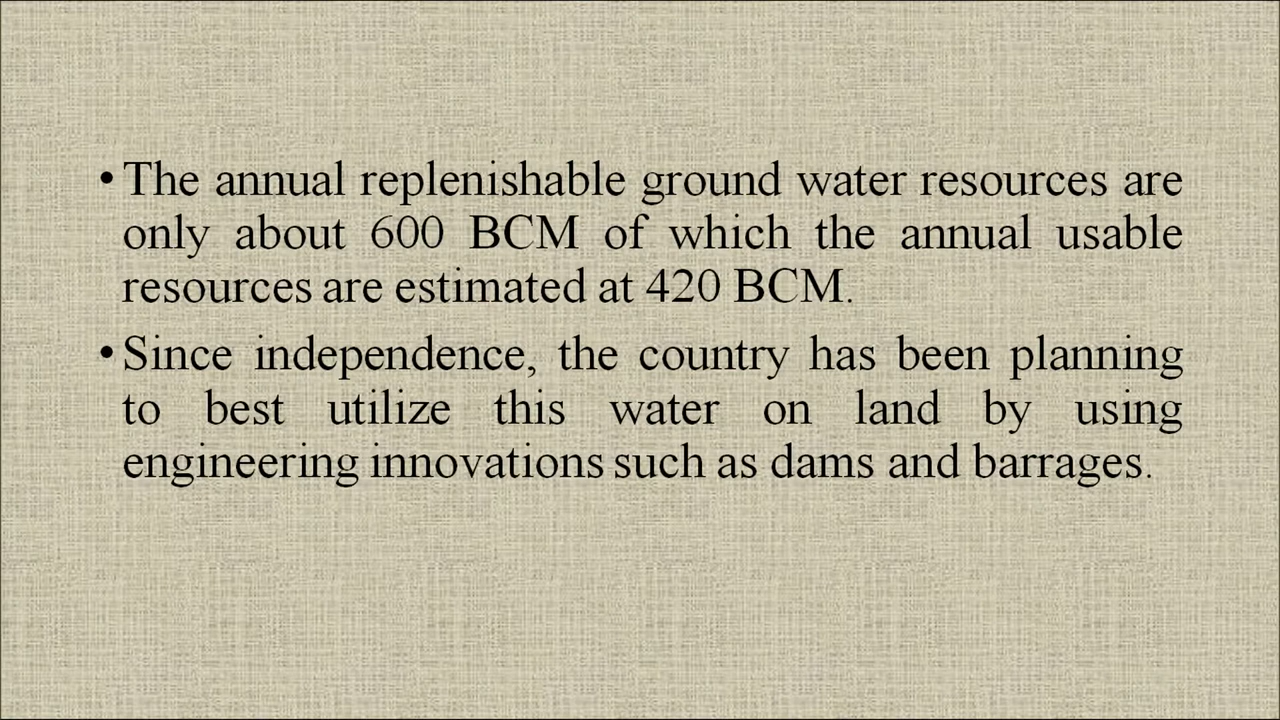 • The annual replenishable ground water resources are
only about 600 BCM of which the annual usable
resources are estimated at 420 BCM.
• Since independence, the country has been planning
to best utilize this water on land by using
engineering innovations such as dams and barrages.